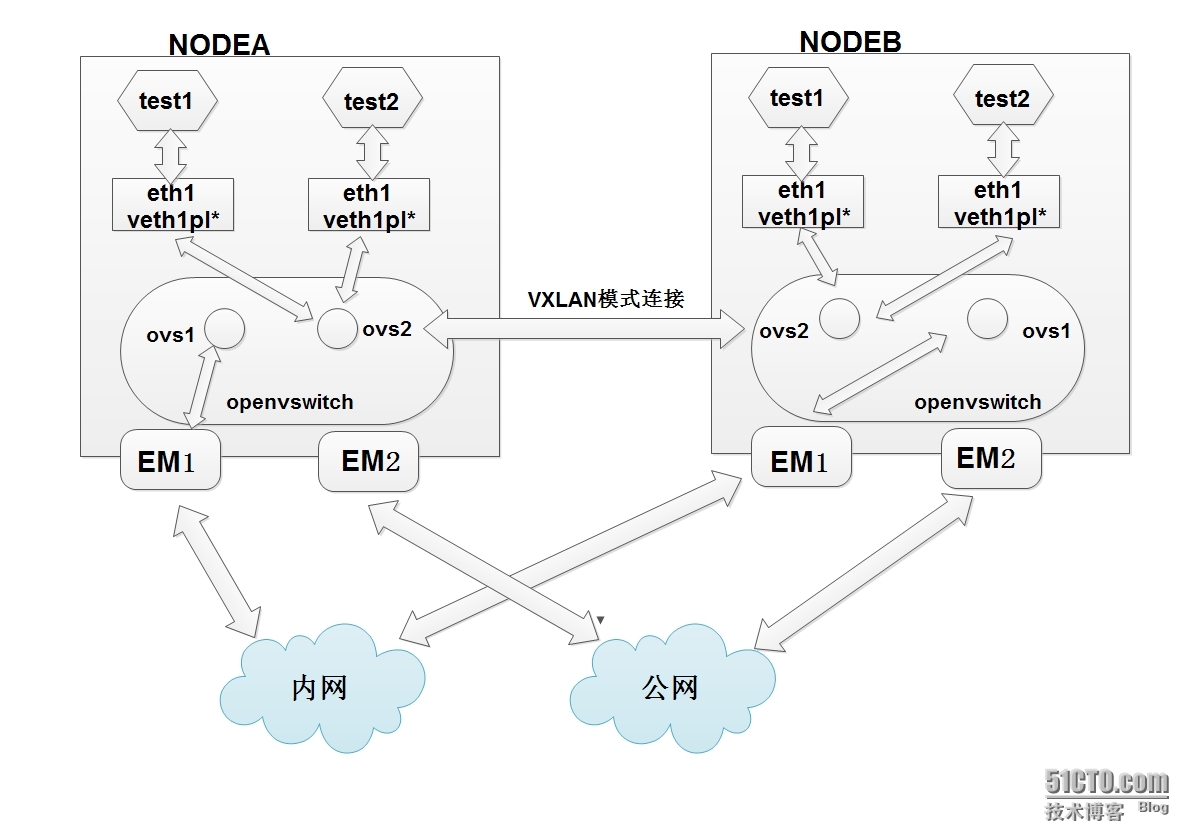 NODEA
NODEB
test1
test2
test1
test2
eth1
veth1pl*
eth1
veth1pl*
eth1
veth1pl*
eth1
veth1pl*
VXLAN模式连接
ovs1
ovs2
ovs2
ovs1
openvswitch
openvswitch
EM1
EM2
EM1
EM2
内网
公网
51CTO.com
技术博客 Blog